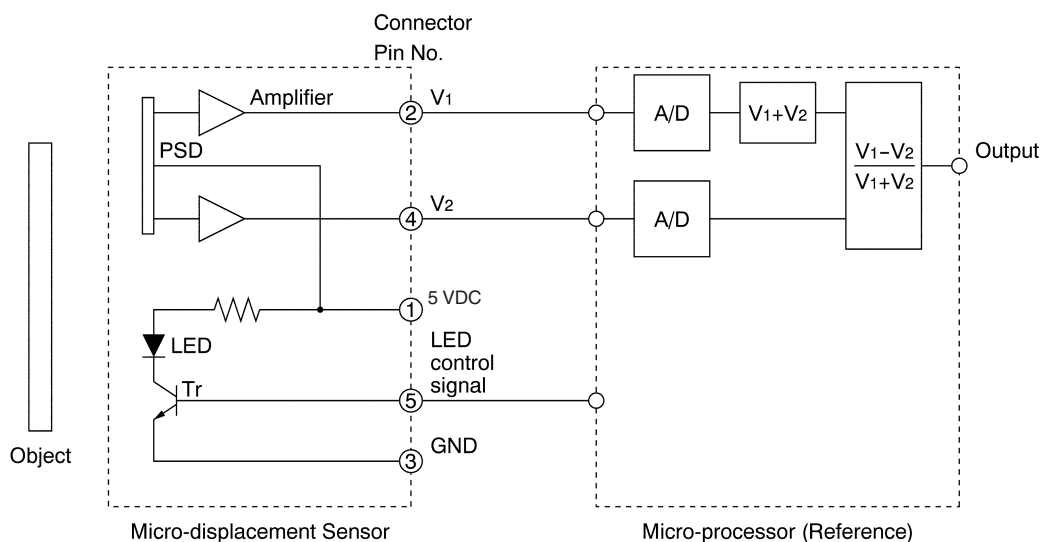 Connector
Pin No.
Amplifier
2
V1
A/D
V1+V2
PSD
V1–V2
V1+V2
Output
4
V2
A/D
1
5 VDC
LED
LED
control
signal
Tr
5
GND
3
Object
Micro-displacement Sensor
Micro-processor (Reference)